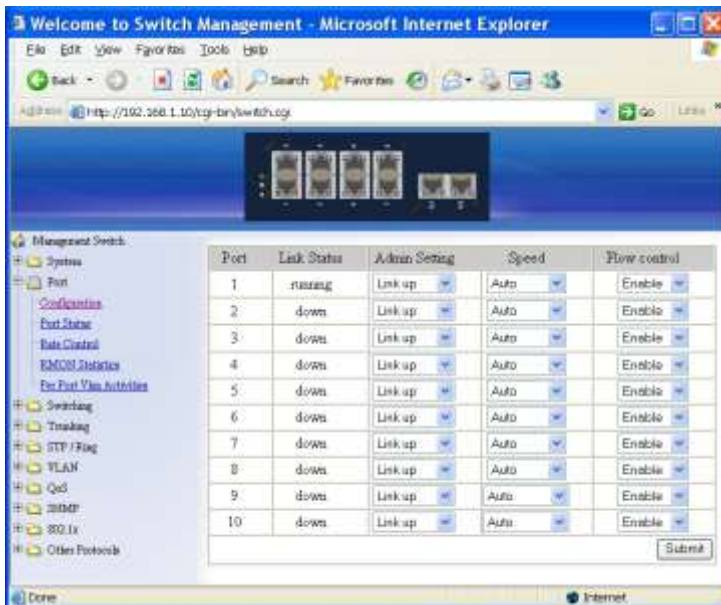 Welcome to Switch Management - Microsoft Internet Explorer
File Edit View Favorites Tools Help
Back Search Favorites
Address http://192.168.1.10/cgi-bin/switch.cgi Go Links »
Management Switch
System
Port
Configuration
Port Status
Rate Control
RMON Statistics
Per Port Vlan Activities
Switching
Trunking
STP / Ring
VLAN
QoS
SNMP
802.1x
Other Protocols
Port Link Status Admin Setting Speed Flow control
1 running Link up Auto Enable
2 down Link up Auto Enable
3 down Link up Auto Enable
4 down Link up Auto Enable
5 down Link up Auto Enable
6 down Link up Auto Enable
7 down Link up Auto Enable
8 down Link up Auto Enable
9 down Link up Auto Enable
10 down Link up Auto Enable
Submit
Done Internet